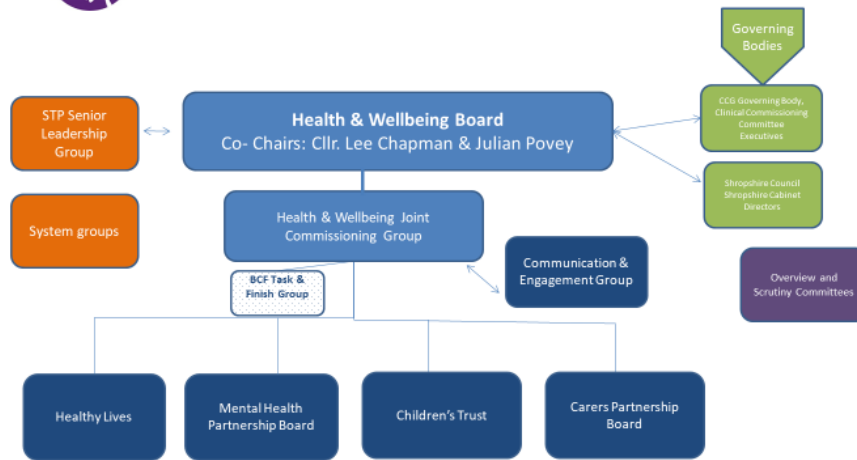 Governing
Bodies
STP Senior
Leadership
Group
Health & Wellbeing Board
Co- Chairs: Cllr. Lee Chapman & Julian Povey
CCG Governing Body,
Clinical Commissioning
Committee
Executives
System groups
Health & Wellbeing Joint
Commissioning Group
Shropshire Council
Shropshire Cabinet
Directors
BCF Task &
Finish Group
Communication &
Engagement Group
Overview and
Scrutiny Committees
Healthy Lives
Mental Health
Partnership Board
Children's Trust
Carers Partnership
Board